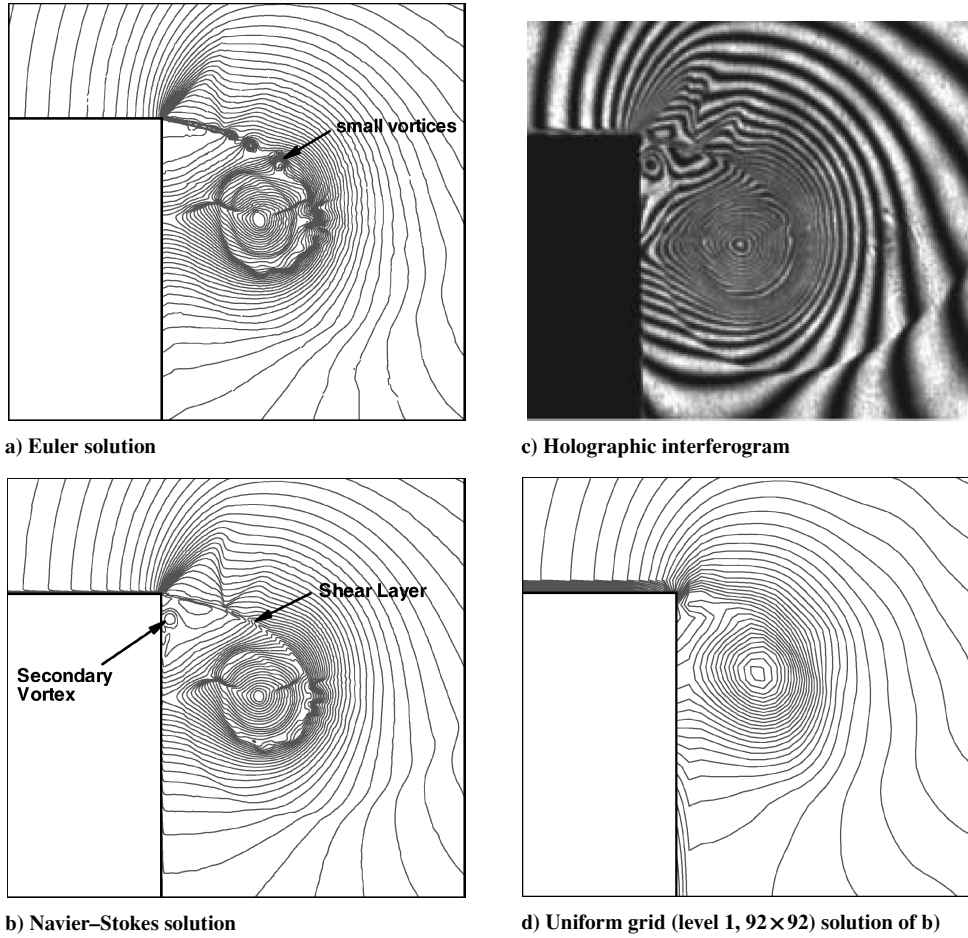 small vortices
a) Euler solution
c) Holographic interferogram
Shear Layer
Secondary
Vortex
b) Navier–Stokes solution
d) Uniform grid (level 1, 92×92) solution of b)